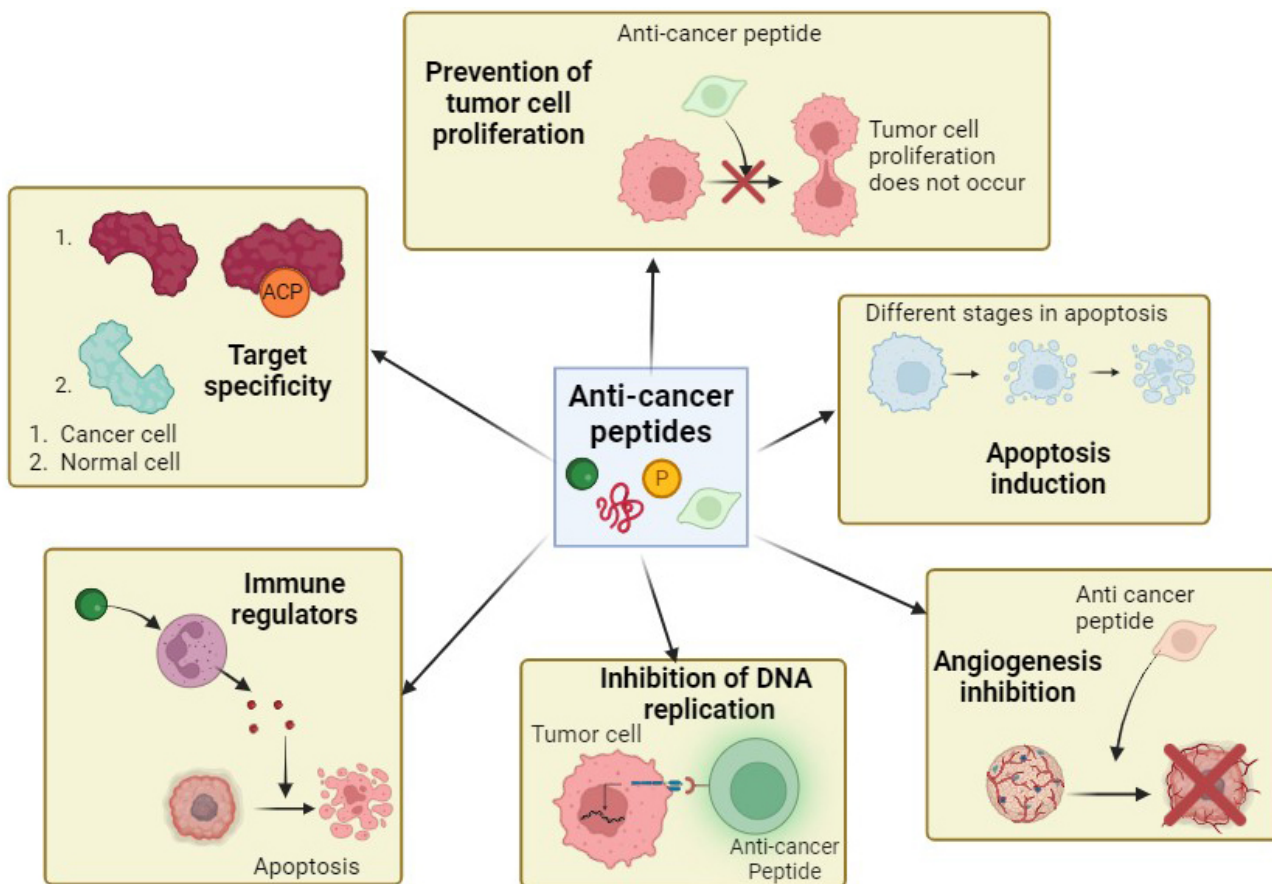 Anti-cancer peptide
Prevention of
tumor cell
proliferation
Tumor cell
proliferation
does not occur
1.
ACP
2.
Target
specificity
1. Cancer cell
2. Normal cell
Different stages in apoptosis
Apoptosis
induction
Anti-cancer
peptides
P
Immune
regulators
Apoptosis
Inhibition of DNA
replication
Tumor cell
Anti-cancer
Peptide
Anti cancer
peptide
Angiogenesis
inhibition